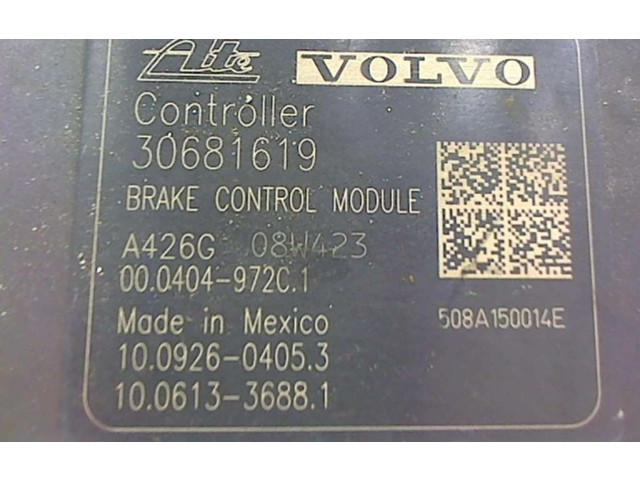 Ate VOLVO
Controller
30681619
BRAKE CONTROL MODULE
A426G 08W423
00.0404-972C.1
Made in Mexico 508A150014E
10.0926-0405.3
10.0613-3688.1